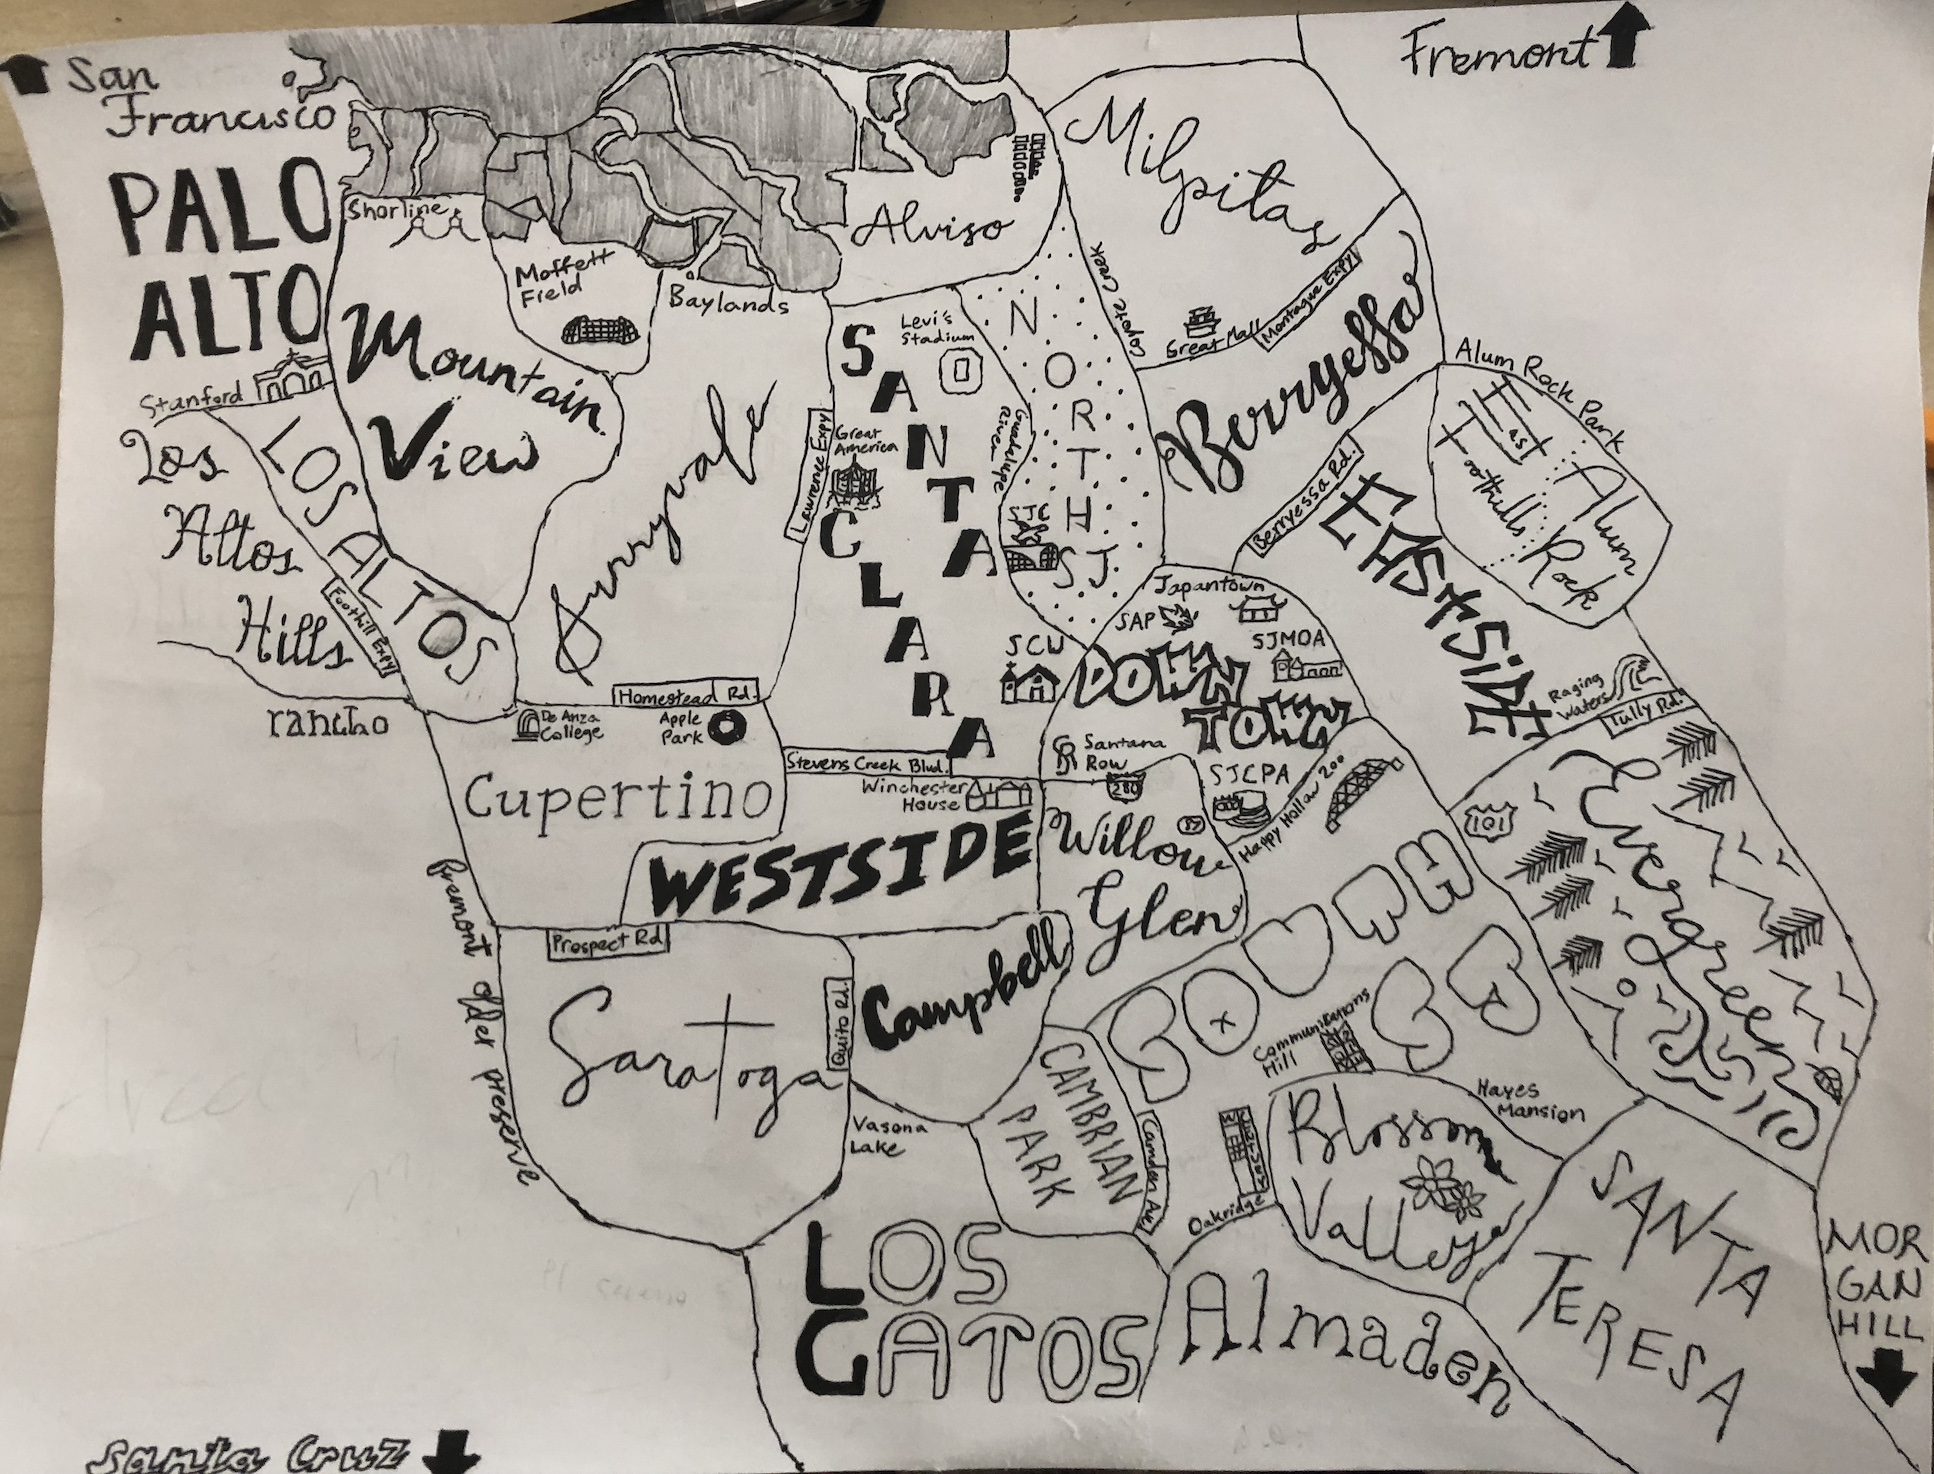 San
Francisco
Fremont
PALO
ALTO
Shorline
Moffett
Field
Baylands
Alviso
Milpitas
Coyote Creek
Great Mall
Montague Expy
Berryessa
Mountain
View
Stanford
Los
Altos
Hills
LOS ALTOS
Foothill Expy
rancho
Sunnyvale
Lawrence Expy
Levi's
Stadium
Great
America
SANTA
CLARA
Guadalupe
River
NORTH
SJ
SJC
Alum Rock Park
East
Foothills
Alum
Rock
Berryessa Rd.
EASTSIDE
Raging
Waters
Tully Rd.
Japantown
SAP
SJMOA
SCU
DOWN
TOWN
Santana
Row
SJCPA
Happy Hollow Zoo
280
87
101
Homestead Rd.
De Anza
College
Apple
Park
Cupertino
Stevens Creek Blvd.
Winchester
House
WESTSIDE
Willow
Glen
Evergreen
fremont older preserve
Prospect Rd
Saratoga
Quito Rd.
Campbell
Vasona
Lake
CAMBRIAN
PARK
Camden Ave.
SOUTH
SJ
Communications
Hill
Hayes
Mansion
Oakridge
Blossom
Valley
SANTA
TERESA
MOR
GAN
HILL
LOS
GATOS
Almaden
Santa Cruz